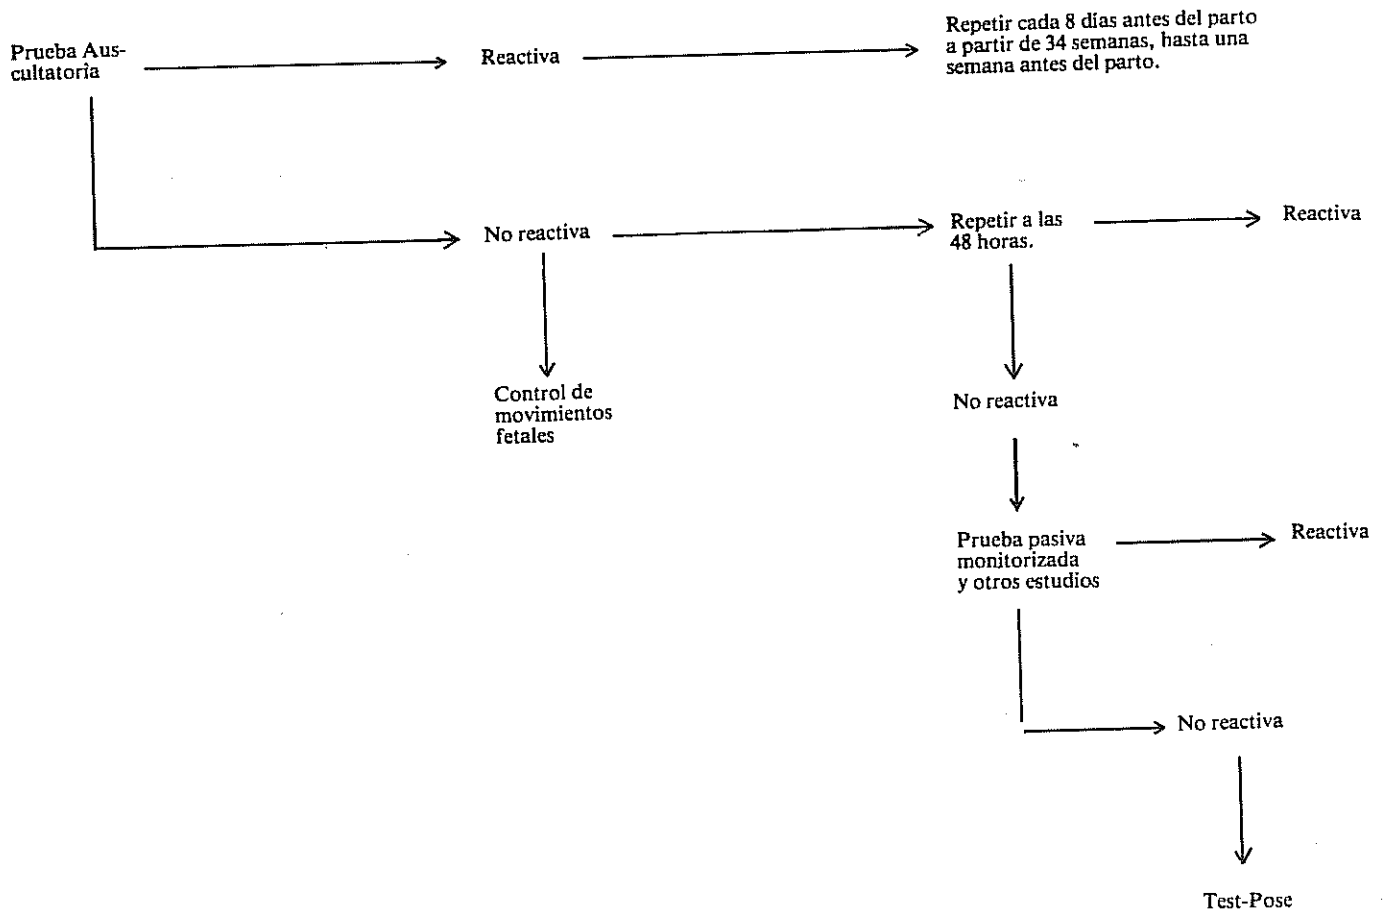 Prueba Aus-
cultatoria
Reactiva
Repetir cada 8 días antes del parto
a partir de 34 semanas, hasta una
semana antes del parto.
No reactiva
Repetir a las
48 horas.
Reactiva
Control de
movimientos
fetales
No reactiva
Prueba pasiva
monitorizada
y otros estudios
Reactiva
No reactiva
Test-Pose